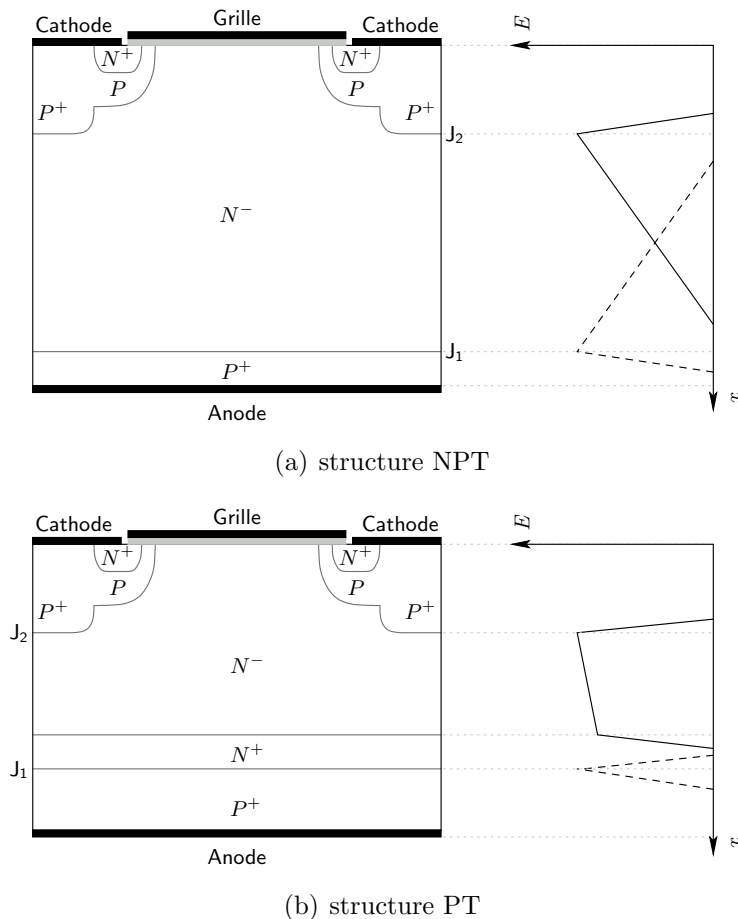 Cathode Grille Cathode
E
N⁺ N⁺
P P
P⁺ P⁺
J₂
N⁻
J₁
P⁺
x
Anode
(a) structure NPT
Cathode Grille Cathode
E
N⁺ N⁺
P P
P⁺ P⁺
J₂
N⁻
N⁺
J₁
P⁺
x
Anode
(b) structure PT